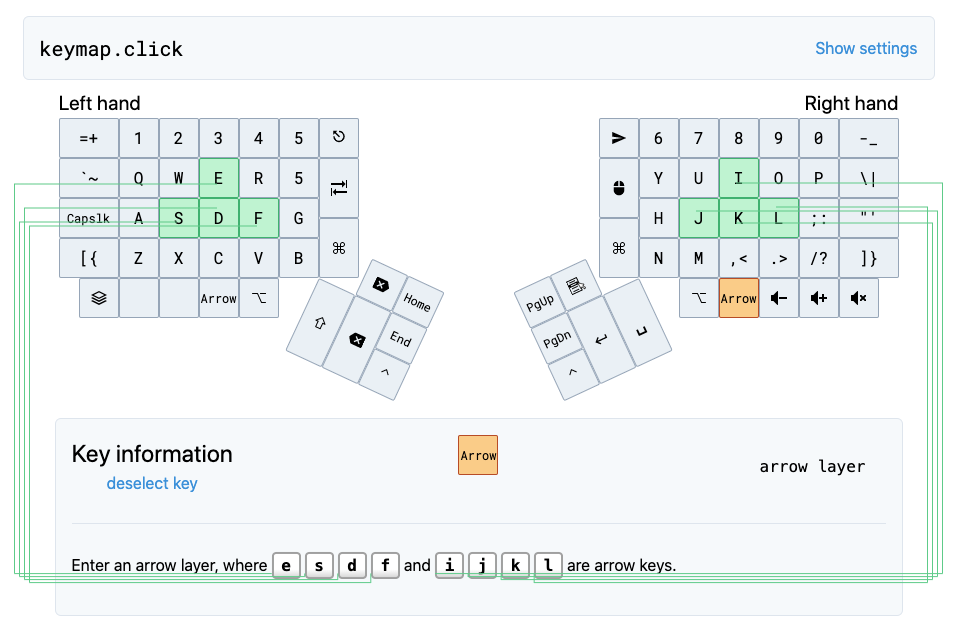 keymap.click Show settings
Left hand Right hand
=+ 1 2 3 4 5 6 7 8 9 0 -_
`~ Q W E R 5 Y U I O P \|
Capslk A S D F G H J K L ;: "'
[{ Z X C V B ⌘ ⌘ N M ,< .> /? ]}
Arrow ⌥ ⌥ Arrow
Home PgUp
End PgDn
^ ^
Key information Arrow arrow layer
deselect key
Enter an arrow layer, where e s d f and i j k l are arrow keys.